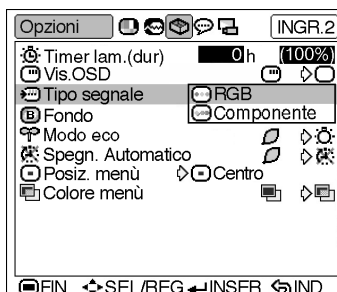 Opzioni INGR.2
Timer lam.(dur) 0 h (100%)
Vis.OSD
Tipo segnale RGB
Componente
B Fondo
Modo eco
Spegn. Automatico
Posiz. menù Centro
Colore menù
FIN. SEL./REG INSER. IND.